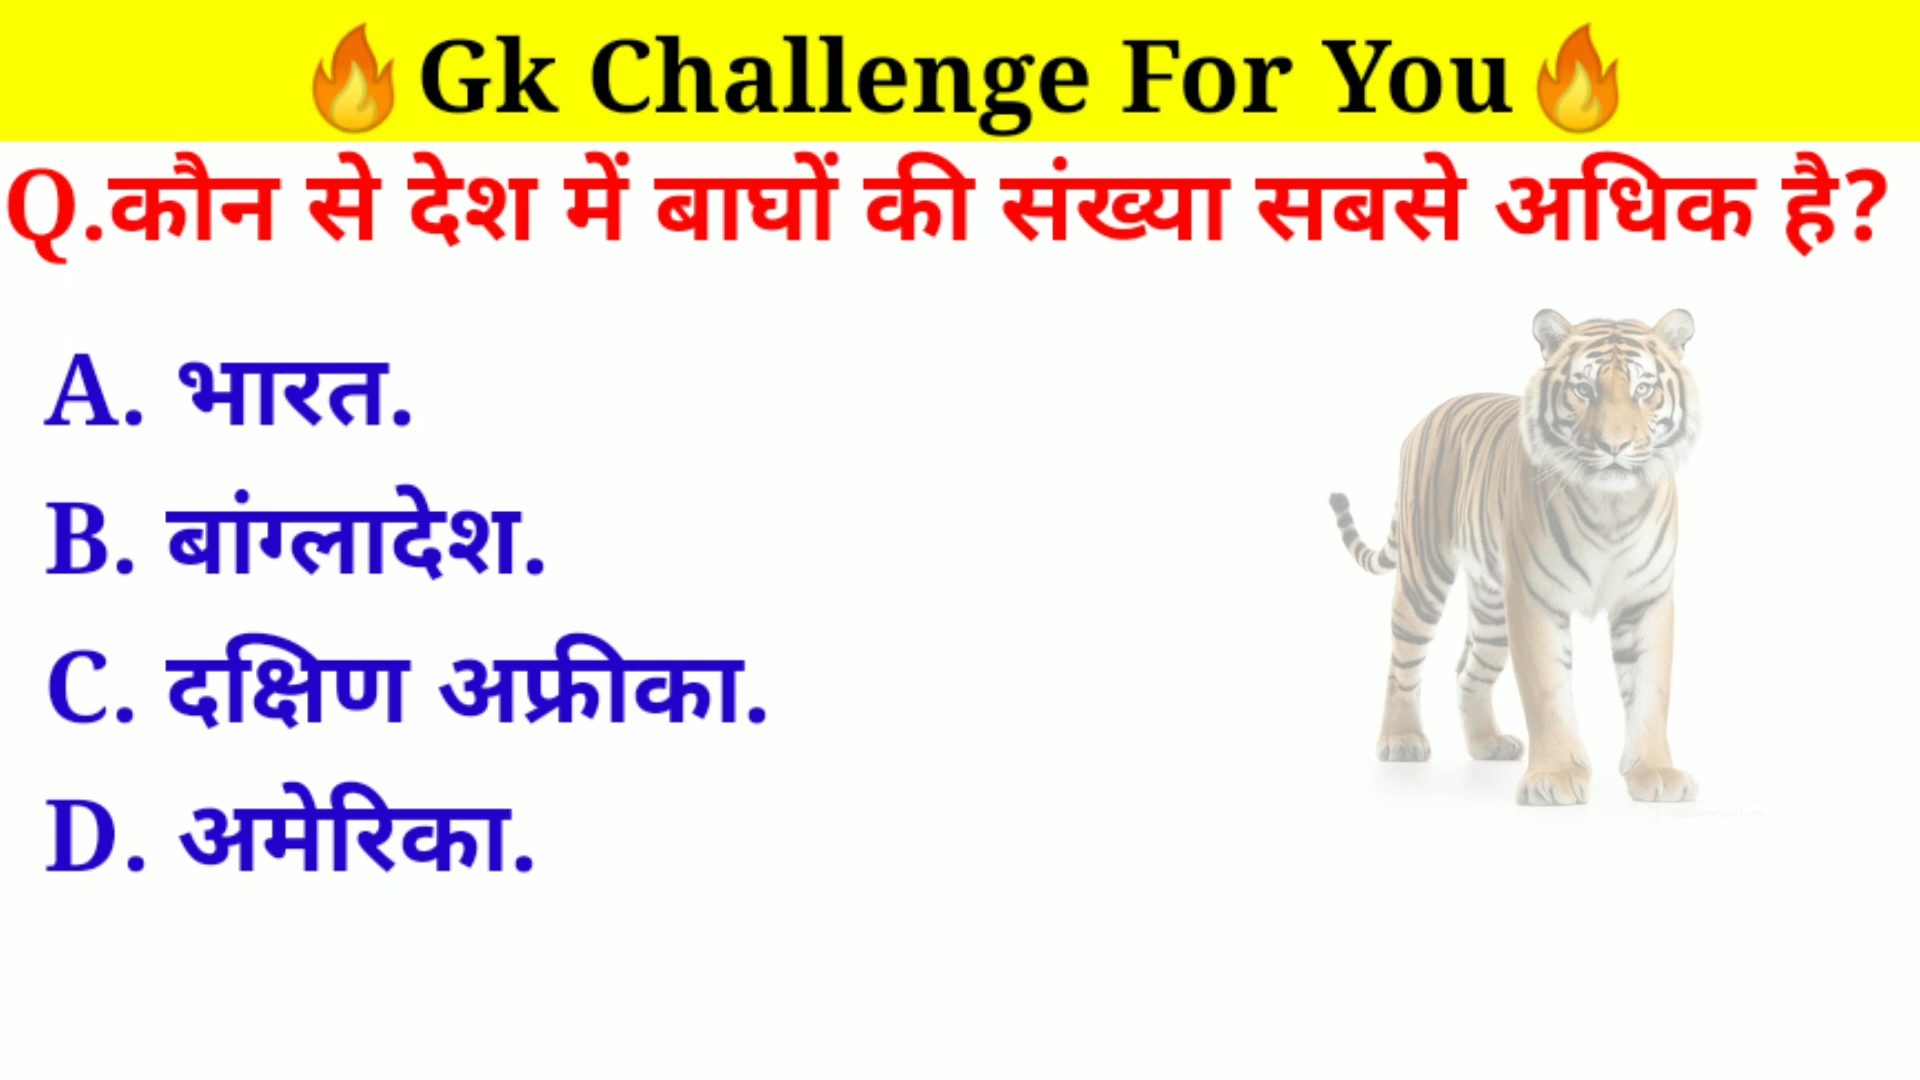 🔥Gk Challenge For You🔥
Q.कौन से देश में बाघों की संख्या सबसे अधिक है?
A. भारत.
B. बांग्लादेश.
C. दक्षिण अफ्रीका.
D. अमेरिका.